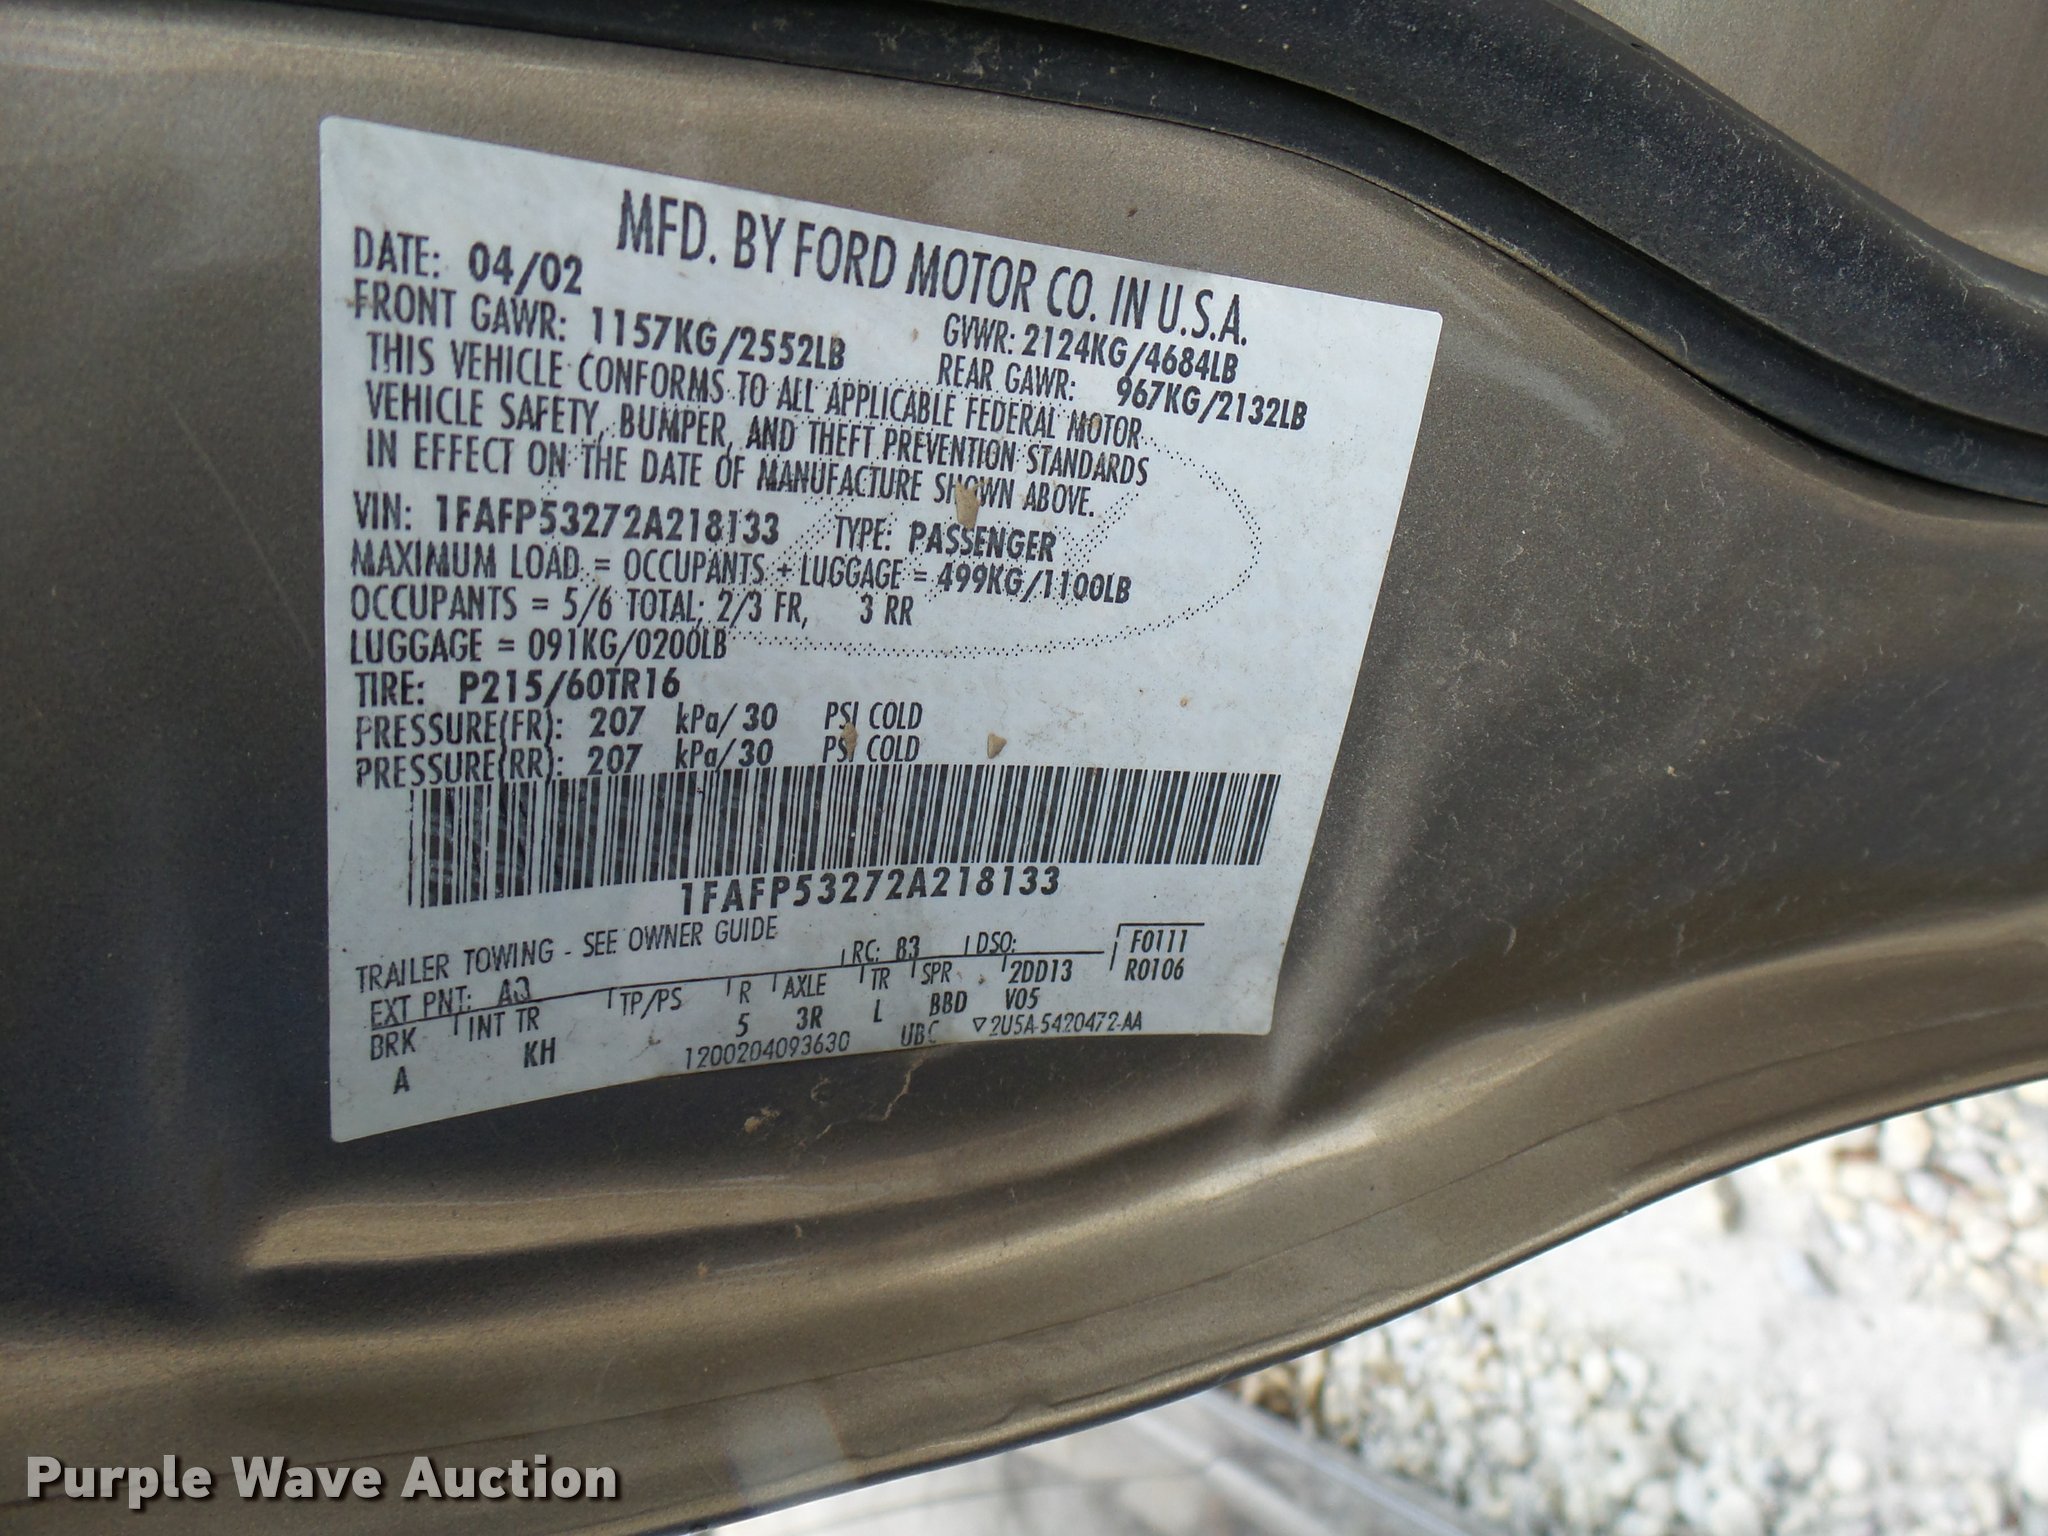 MFD. BY FORD MOTOR CO. IN U.S.A.
DATE: 04/02 GVWR: 2124KG/4684LB
FRONT GAWR: 1157KG/2552LB REAR GAWR: 967KG/2132LB
THIS VEHICLE CONFORMS TO ALL APPLICABLE FEDERAL MOTOR
VEHICLE SAFETY, BUMPER, AND THEFT PREVENTION STANDARDS
IN EFFECT ON THE DATE OF MANUFACTURE SHOWN ABOVE.
VIN: 1FAFP53272A218133 TYPE: PASSENGER
MAXIMUM LOAD = OCCUPANTS + LUGGAGE = 499KG/1100LB
OCCUPANTS = 5/6 TOTAL; 2/3 FR, 3 RR
LUGGAGE = 091KG/0200LB
TIRE: P215/60TR16
PRESSURE(FR): 207 kPa/ 30 PSI COLD
PRESSURE(RR): 207 kPa/ 30 PSI COLD
1FAFP53272A218133
TRAILER TOWING - SEE OWNER GUIDE
EXT PNT: AQ RC: 83 DSO: F0111
BRK INT TR TP/PS R AXLE TR SPR 2DD13 R0106
A KH 5 3R L BBD V05
1200204093630 UBC ▽2U5A-5420472-AA
Purple Wave Auction